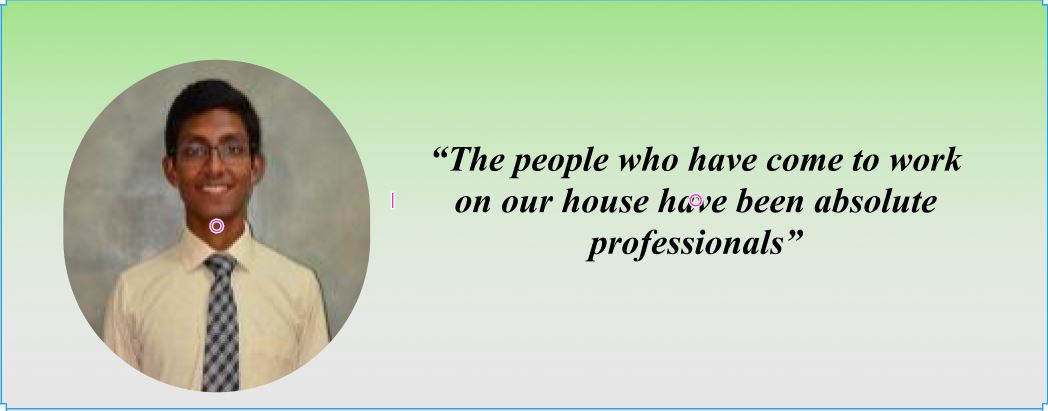 “The people who have come to work
on our house have been absolute
professionals”